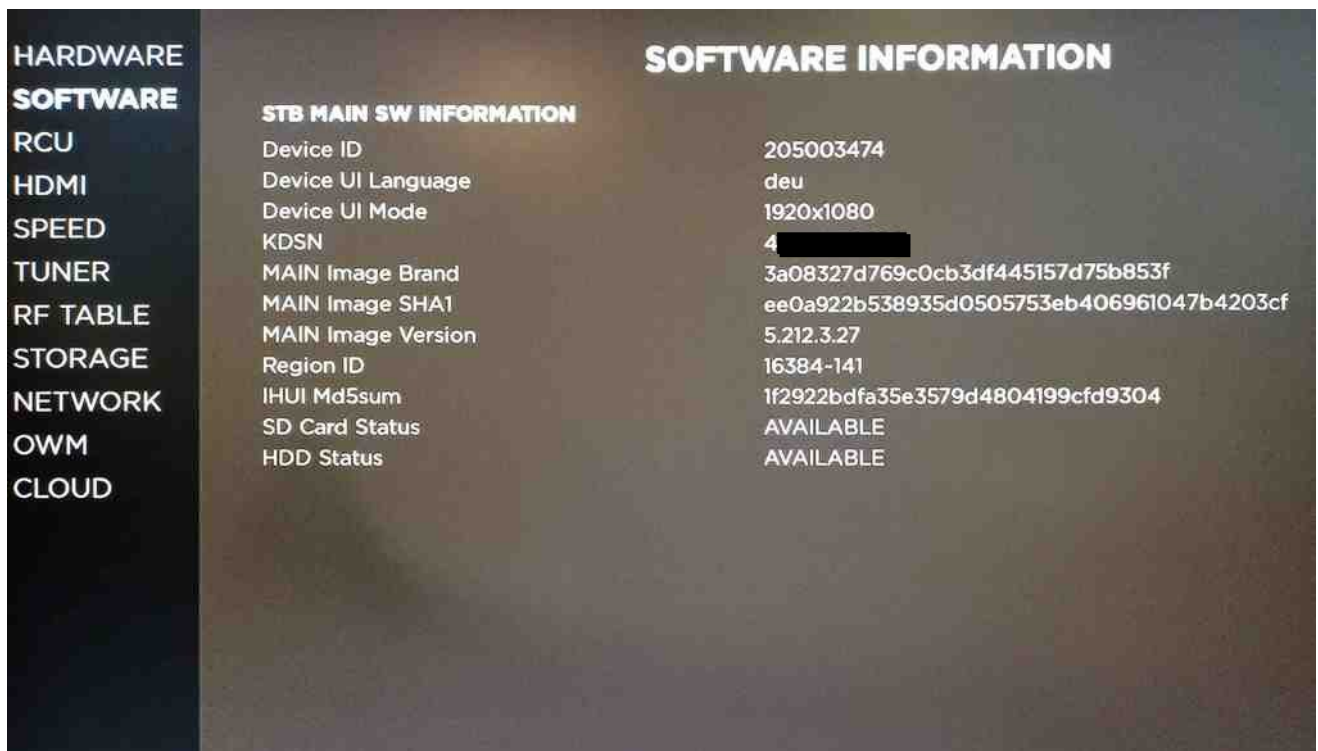 HARDWARE
SOFTWARE
RCU
HDMI
SPEED
TUNER
RF TABLE
STORAGE
NETWORK
OWM
CLOUD
SOFTWARE INFORMATION
STB MAIN SW INFORMATION
Device ID 205003474
Device UI Language deu
Device UI Mode 1920x1080
KDSN 4
MAIN Image Brand 3a08327d769c0cb3df445157d75b853f
MAIN Image SHA1 ee0a922b538935d0505753eb406961047b4203cf
MAIN Image Version 5.212.3.27
Region ID 16384-141
IHUI Md5sum 1f2922bdfa35e3579d4804199cfd9304
SD Card Status AVAILABLE
HDD Status AVAILABLE